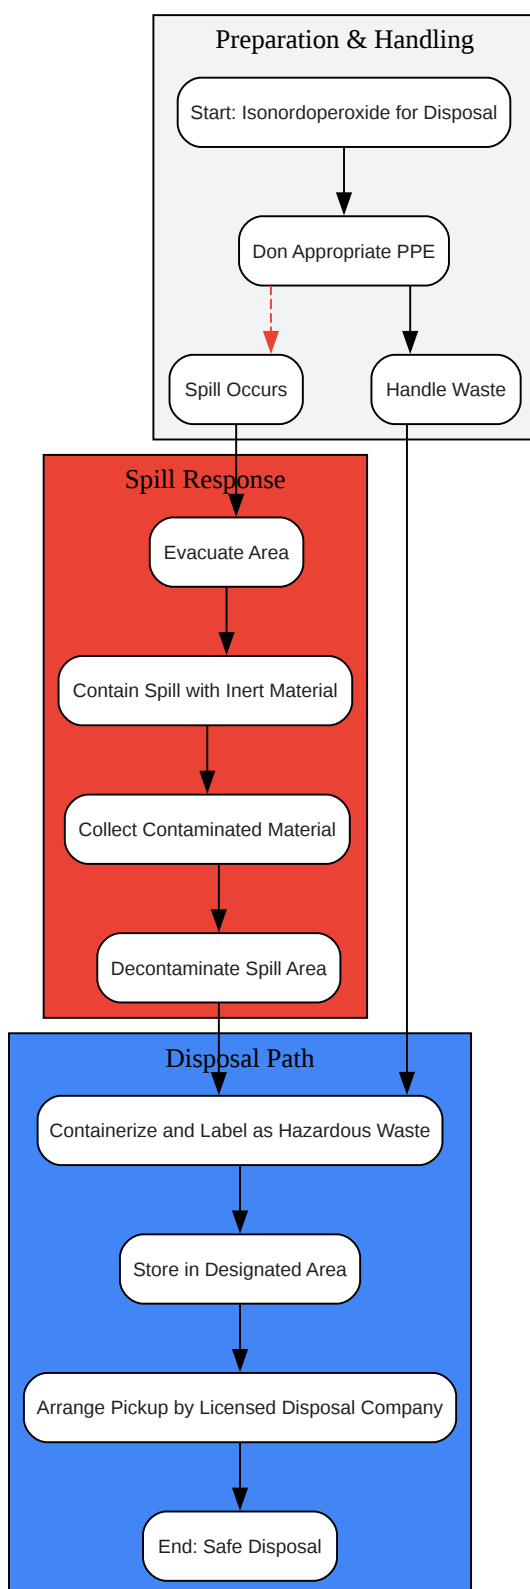 Preparation & Handling
Start: Isonordoperoxide for Disposal
Don Appropriate PPE
Spill Occurs
Handle Waste
Spill Response
Evacuate Area
Contain Spill with Inert Material
Collect Contaminated Material
Decontaminate Spill Area
Disposal Path
Containerize and Label as Hazardous Waste
Store in Designated Area
Arrange Pickup by Licensed Disposal Company
End: Safe Disposal